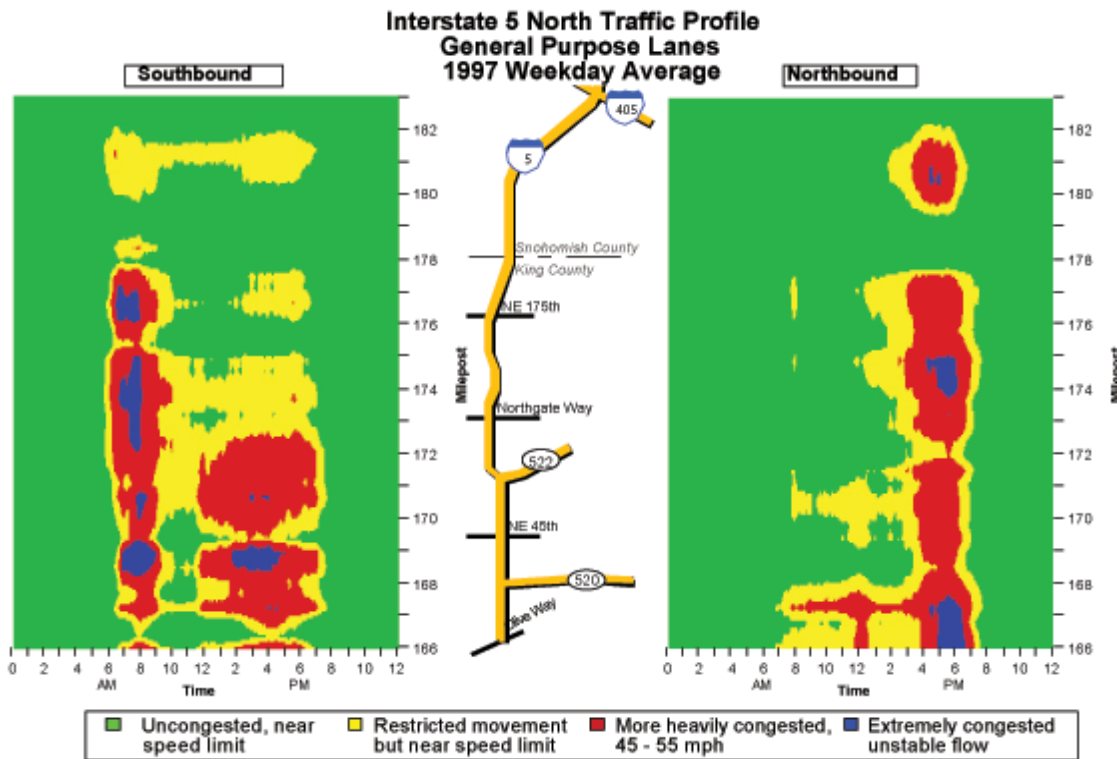 Interstate 5 North Traffic Profile
General Purpose Lanes
1997 Weekday Average
Southbound
Northbound
182
180
178
176
174
172
170
168
166
0 2 4 6 8 10 12 2 4 6 8 10 12
AM PM
Time
Milepost
405
5
Snohomish County
King County
NE 175th
Northgate Way
522
NE 45th
520
Olive Way
182
180
178
176
174
172
170
168
166
0 2 4 6 8 10 12 2 4 6 8 10 12
AM PM
Time
Milepost
Uncongested, near
speed limit
Restricted movement
but near speed limit
More heavily congested,
45 - 55 mph
Extremely congested
unstable flow